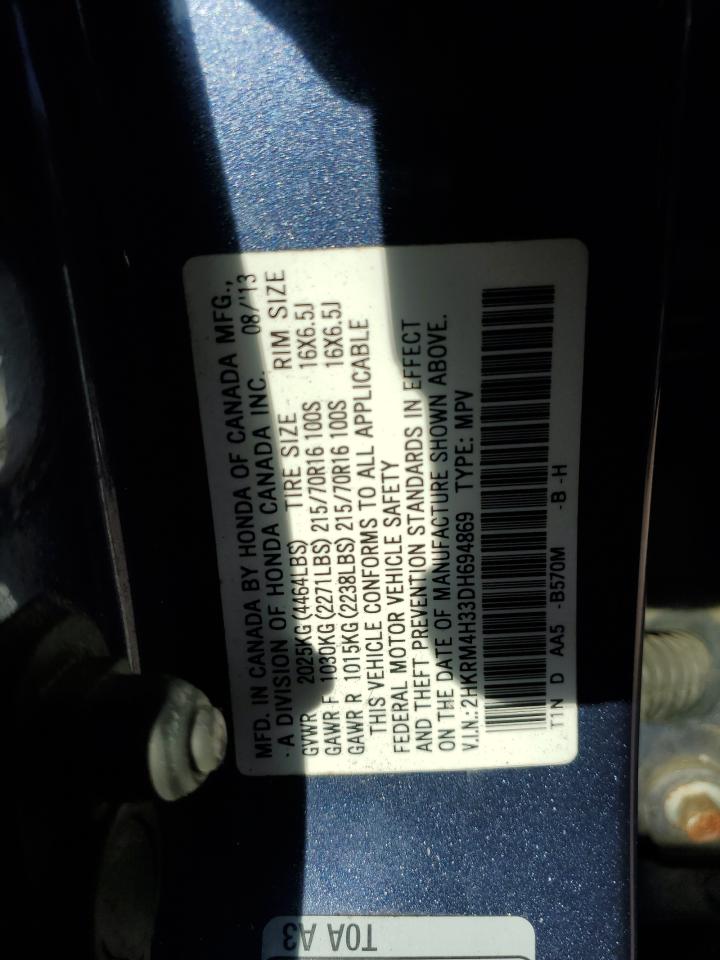 MFD. IN CANADA BY HONDA OF CANADA MFG.,
A DIVISION OF HONDA CANADA INC. 08/'13
GVWR 2025KG(4464LBS) TIRE SIZE RIM SIZE
GAWR F 1030KG(2271LBS) 215/70R16 100S 16X6.5J
GAWR R 1015KG(2238LBS) 215/70R16 100S 16X6.5J
THIS VEHICLE CONFORMS TO ALL APPLICABLE
FEDERAL MOTOR VEHICLE SAFETY
AND THEFT PREVENTION STANDARDS IN EFFECT
ON THE DATE OF MANUFACTURE SHOWN ABOVE.
V.I.N.:2HKRM4H33DH694869 TYPE: MPV
T1N D AA5 -B570M -B -H
T0A A3